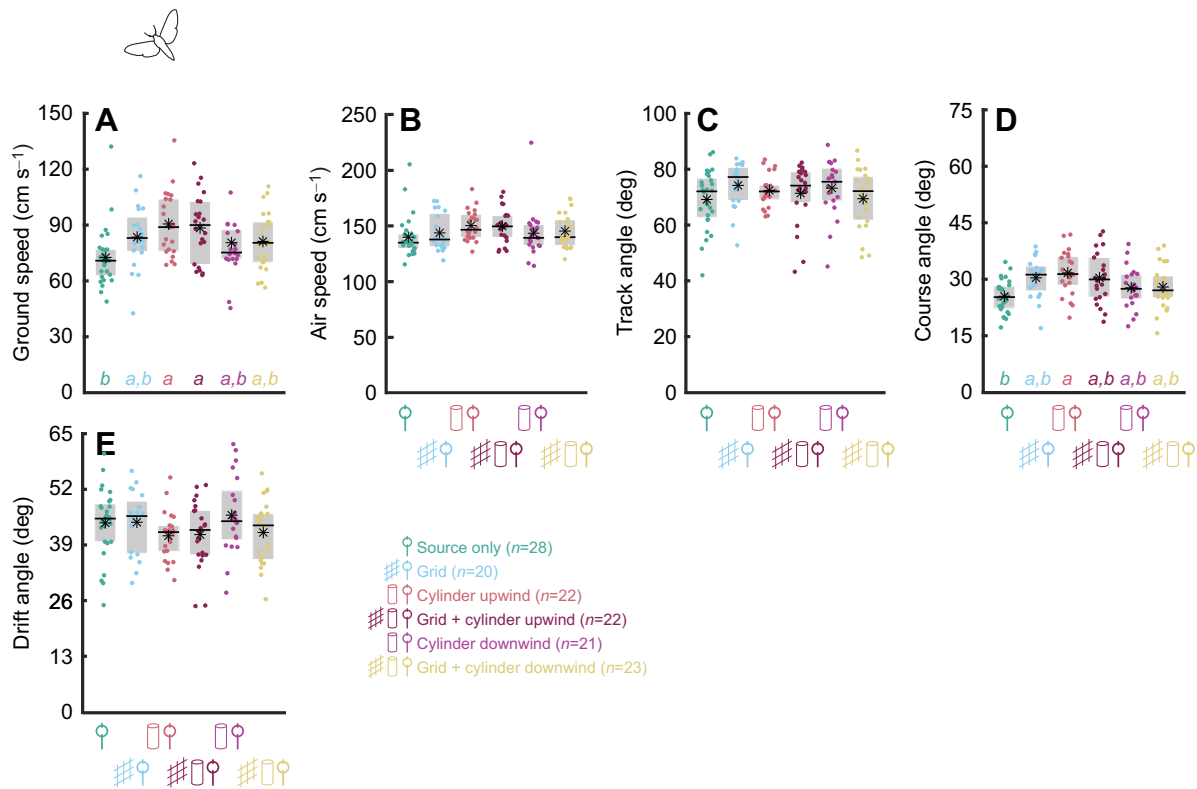 A
Ground speed (cm s–1)
150
120
90
60
30
0
b a,b a a a,b a,b
B
Air speed (cm s–1)
250
200
150
100
50
0
C
Track angle (deg)
100
80
60
40
20
0
D
Course angle (deg)
75
60
45
30
15
0
b a,b a a,b a,b a,b
E
Drift angle (deg)
65
52
39
26
13
0
Source only (n=28)
Grid (n=20)
Cylinder upwind (n=22)
Grid + cylinder upwind (n=22)
Cylinder downwind (n=21)
Grid + cylinder downwind (n=23)